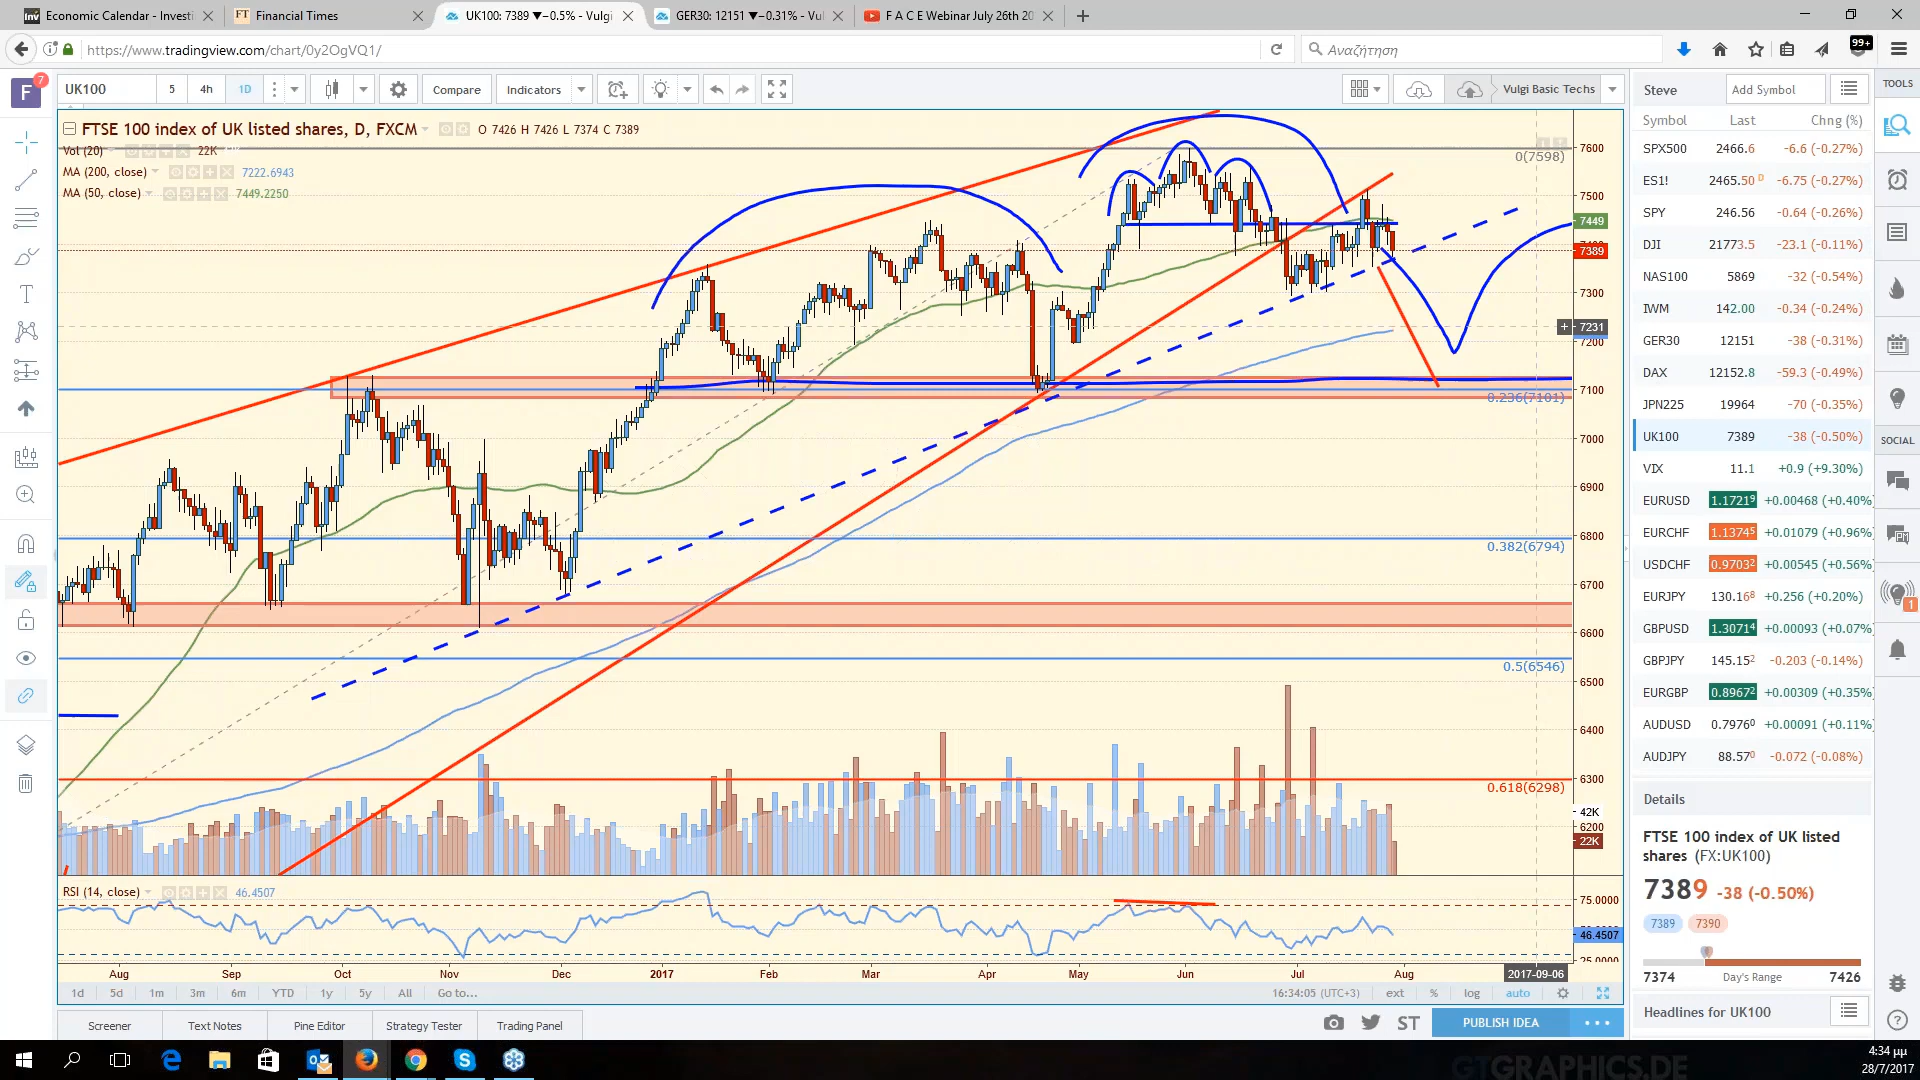 Economic Calendar - Investi
Financial Times
UK100: 7389 ▼−0.5% - Vulgi
GER30: 12151 ▼−0.31% - Vul
F A C E Webinar July 26th 20
https://www.tradingview.com/chart/0y2OgVQ1/
Αναζήτηση
99+
F
7
UK100
5
4h
1D
Compare
Indicators
Vulgi Basic Techs
FTSE 100 index of UK listed shares, D, FXCM
O 7426 H 7426 L 7374 C 7389
Vol (20)
22K
MA (200, close)
7222.6943
MA (50, close)
7449.2250
0(7598)
0.236(7101)
0.382(6794)
0.5(6546)
0.618(6298)
7600
7500
7449
7389
7300
7231
7200
7100
7000
6900
6800
6700
6600
6500
6400
6300
42K
6200
22K
RSI (14, close)
46.4507
75.0000
46.4507
25.0000
Aug
Sep
Oct
Nov
Dec
2017
Feb
Mar
Apr
May
Jun
Jul
Aug
2017-09-06
1d
5d
1m
3m
6m
YTD
1y
5y
All
Go to...
16:34:05 (UTC+3)
ext
%
log
auto
Screener
Text Notes
Pine Editor
Strategy Tester
Trading Panel
ST
PUBLISH IDEA
Steve
Add Symbol
Symbol Last Chng (%)
SPX500 2466.6 -6.6 (-0.27%)
ES1! 2465.50 D -6.75 (-0.27%)
SPY 246.56 -0.64 (-0.26%)
DJI 21773.5 -23.1 (-0.11%)
NAS100 5869 -32 (-0.54%)
IWM 142.00 -0.34 (-0.24%)
GER30 12151 -38 (-0.31%)
DAX 12152.8 -59.3 (-0.49%)
JPN225 19964 -70 (-0.35%)
UK100 7389 -38 (-0.50%)
VIX 11.1 +0.9 (+9.30%)
EURUSD 1.17219 +0.00468 (+0.40%)
EURCHF 1.13745 +0.01079 (+0.96%)
USDCHF 0.97032 +0.00545 (+0.56%)
EURJPY 130.168 +0.256 (+0.20%)
GBPUSD 1.30714 +0.00093 (+0.07%)
GBPJPY 145.152 -0.203 (-0.14%)
EURGBP 0.89672 +0.00309 (+0.35%)
AUDUSD 0.79760 +0.00091 (+0.11%)
AUDJPY 88.570 -0.072 (-0.08%)
Details
FTSE 100 index of UK listed
shares (FX:UK100)
7389 -38 (-0.50%)
7389 7390
7374 Day's Range 7426
Headlines for UK100
TOOLS
SOCIAL
1
GTGRAPHICS.DE
4:34 μμ
28/7/2017